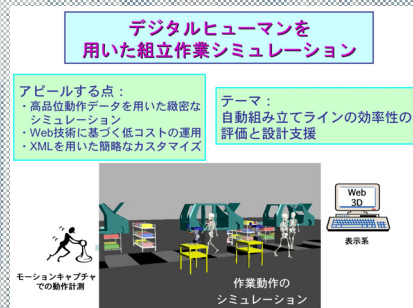 デジタルヒューマンを
用いた組立作業シミュレーション
アピールする点：
・高品位動作データを用いた緻密な
シミュレーション
・Web技術に基づく低コストの運用
・XMLを用いた簡略なカスタマイズ
テーマ：
自動組み立てラインの効率性の
評価と設計支援
Web
3D
表示系
モーションキャプチャ
での動作計測
作業動作の
シミュレーション